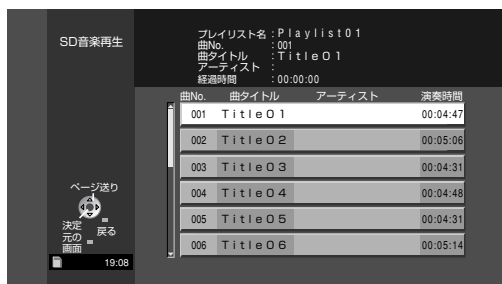 SD音楽再生
プレイリスト名 : Playlist01
曲No. : 001
曲タイトル : Title01
アーティスト :
経過時間 : 00:00:00
曲No. 曲タイトル アーティスト 演奏時間
001 Title01 00:04:47
002 Title02 00:05:06
003 Title03 00:04:31
004 Title04 00:04:48
005 Title05 00:04:31
006 Title06 00:05:14
ページ送り
決定
戻る
元の
画面
19:08